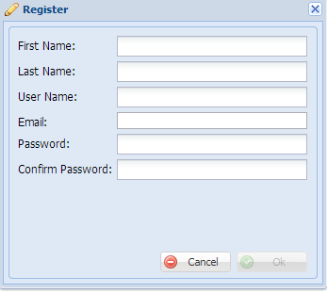 Register
First Name:
Last Name:
User Name:
Email:
Password:
Confirm Password:
Cancel Ok